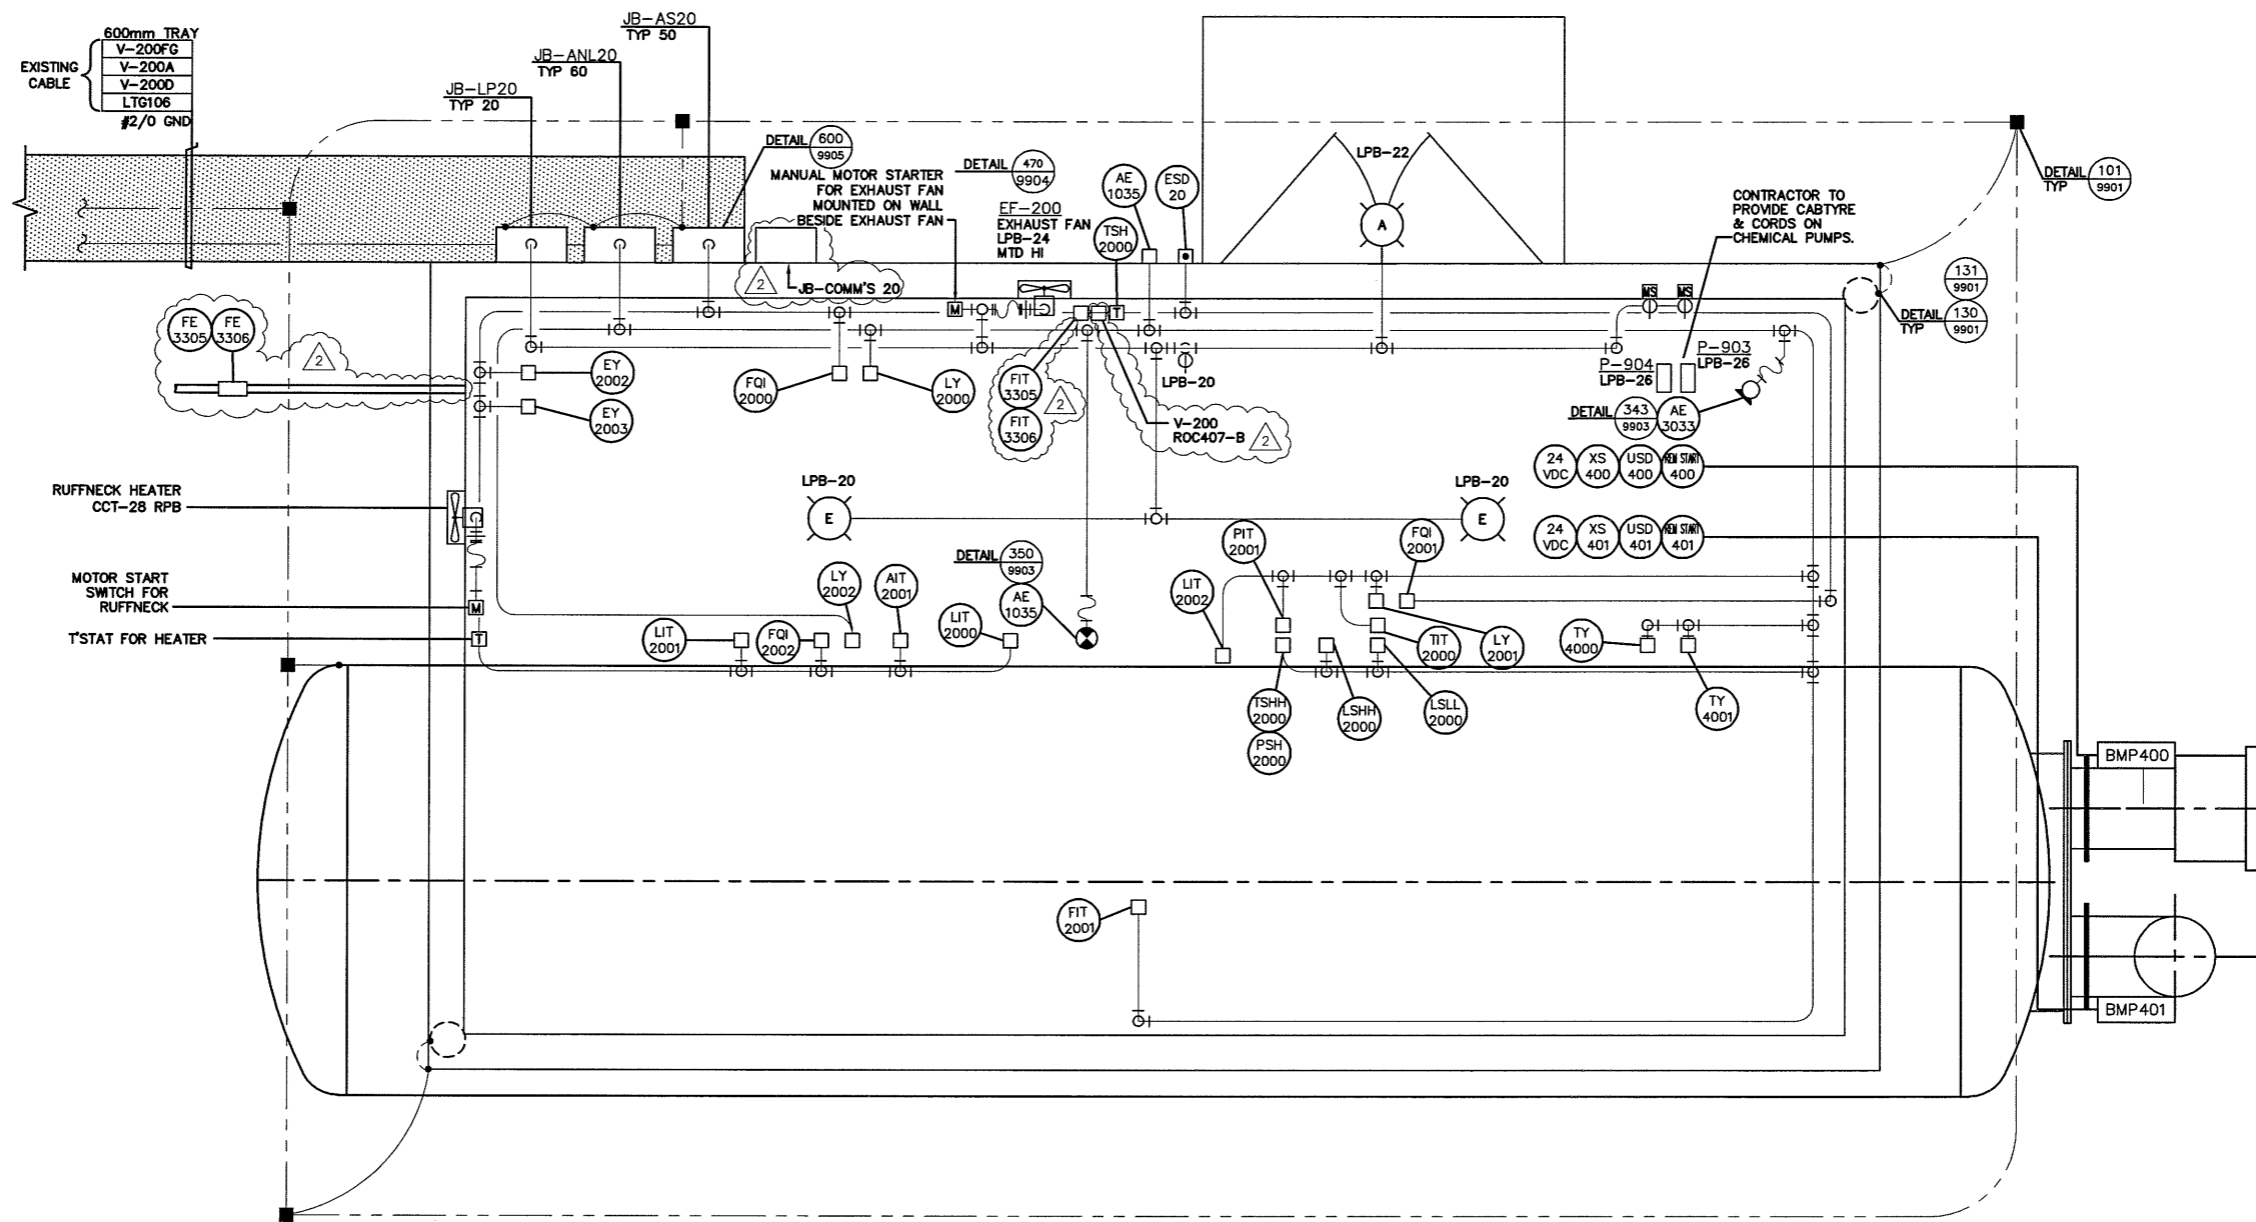 600mm TRAY
V-200FG
V-200A
V-200D
LTG106
#2/0 GND
EXISTING
CABLE
JB-AS20
TYP 50
JB-ANL20
TYP 60
JB-LP20
TYP 20
DETAIL 600
9905
MANUAL MOTOR STARTER
FOR EXHAUST FAN
MOUNTED ON WALL
BESIDE EXHAUST FAN
DETAIL 470
9904
EF-200
EXHAUST FAN
LPB-24
MTD HI
TSH
2000
AE
1035
ESD
20
LPB-22
A
CONTRACTOR TO
PROVIDE CABTYRE
& CORDS ON
CHEMICAL PUMPS.
DETAIL 101
TYP 9901
131
9901
DETAIL 130
TYP 9901
2
JB-COMM'S 20
M
T
MS
MS
FE
3305
FE
3306
2
EY
2002
EY
2003
FQI
2000
LY
2000
FIT
3305
FIT
3306
2
V-200
ROC407-B
2
LPB-20
P-903
LPB-26
P-904
LPB-26
DETAIL 343
9903
AE
3033
24
VDC
XS
400
USD
400
REM START
400
24
VDC
XS
401
USD
401
REM START
401
RUFFNECK HEATER
CCT-28 RPB
LPB-20
E
LPB-20
E
MOTOR START
SWITCH FOR
RUFFNECK
M
T'STAT FOR HEATER
T
DETAIL 350
9903
AE
1035
LIT
2001
FQI
2002
LY
2002
AIT
2001
LIT
2000
LIT
2002
PIT
2001
FQI
2001
TIT
2000
LY
2001
TY
4000
TY
4001
TSHH
2000
PSH
2000
LSHH
2000
LSLL
2000
BMP400
FIT
2001
BMP401